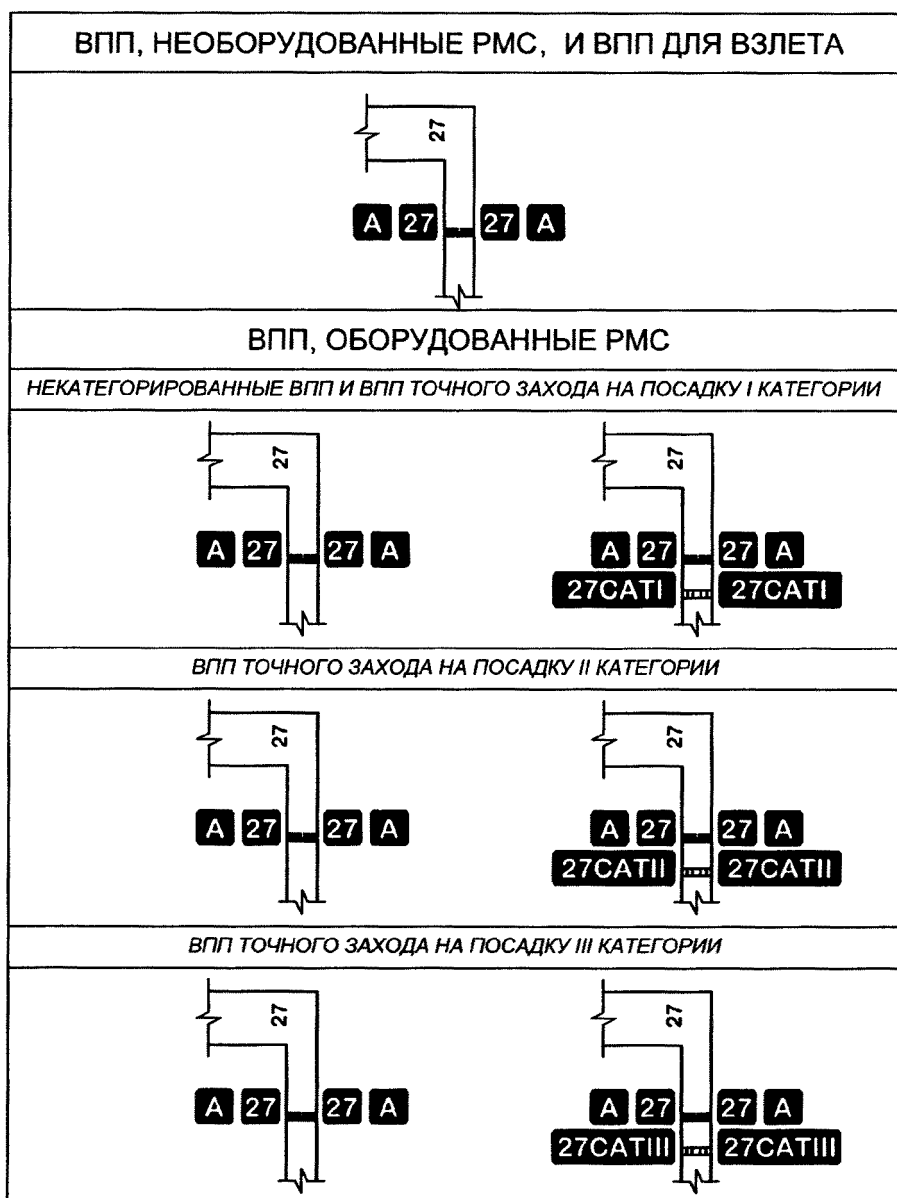 ВПП, НЕОБОРУДОВАННЫЕ РМС, И ВПП ДЛЯ ВЗЛЕТА
27
A 27 27 A
ВПП, ОБОРУДОВАННЫЕ РМС
НЕКАТЕГОРИРОВАННЫЕ ВПП И ВПП ТОЧНОГО ЗАХОДА НА ПОСАДКУ I КАТЕГОРИИ
27 27
A 27 27 A A 27 27 A
27CATI 27CATI
ВПП ТОЧНОГО ЗАХОДА НА ПОСАДКУ II КАТЕГОРИИ
27 27
A 27 27 A A 27 27 A
27CATII 27CATII
ВПП ТОЧНОГО ЗАХОДА НА ПОСАДКУ III КАТЕГОРИИ
27 27
A 27 27 A A 27 27 A
27CATIII 27CATIII